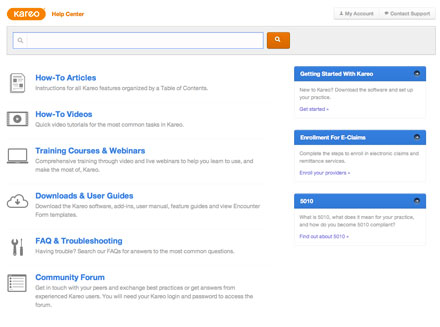 kareo Help Center
My Account
Contact Support
How-To Articles
Instructions for all Kareo features organized by a Table of Contents.
How-To Videos
Quick video tutorials for the most common tasks in Kareo.
Training Courses & Webinars
Comprehensive training through video and live webinars to help you learn to use, and
make the most of, Kareo.
Downloads & User Guides
Download the Kareo software, add-ins, user manual, feature guides and view Encounter
Form templates.
FAQ & Troubleshooting
Having trouble? Search our FAQs for answers to the most common questions.
Community Forum
Get in touch with your peers and exchange best practices or get answers from
experienced Kareo users. You will need your Kareo login and password to access the
forum.
Getting Started With Kareo
New to Kareo? Download the software and set up
your practice.
Get started »
Enrollment For E-Claims
Complete the steps to enroll in electronic claims and
remittance services.
Enroll your providers »
5010
What is 5010, what does it mean for your practice,
and how do you become 5010 compliant?
Find out about 5010 »